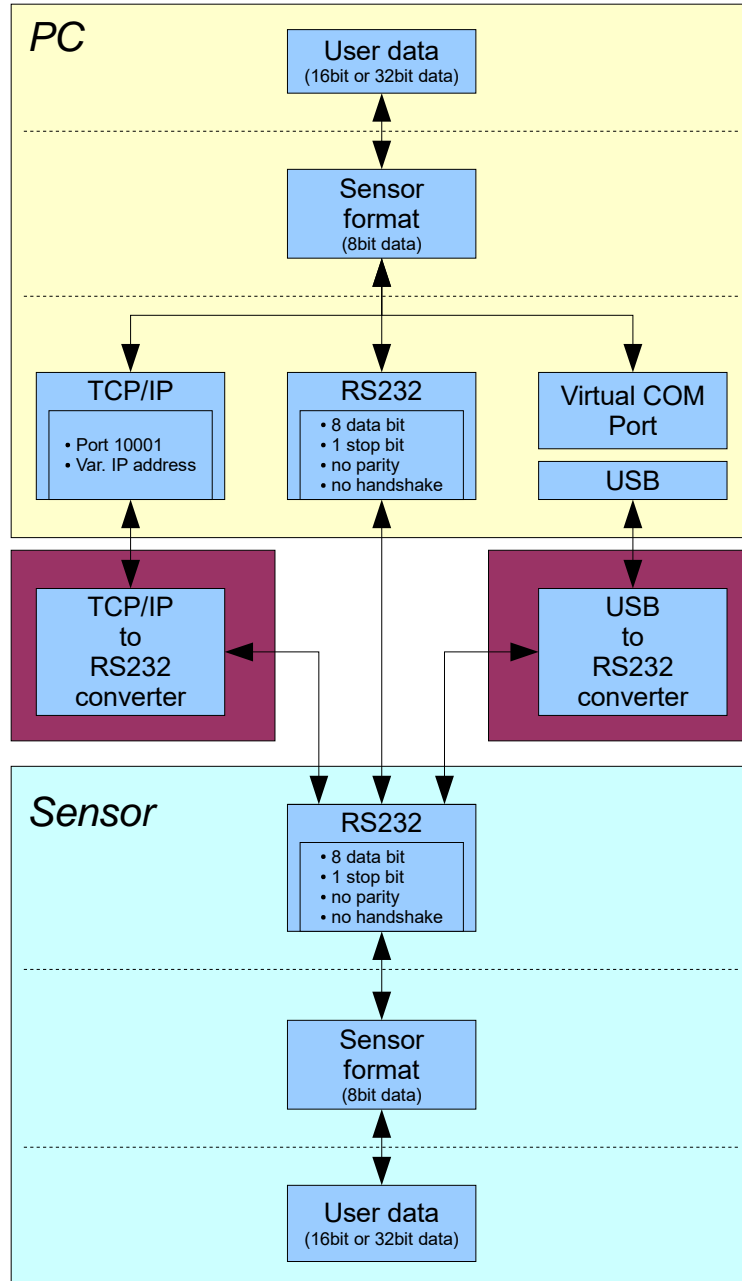 PC
User data
(16bit or 32bit data)
Sensor
format
(8bit data)
TCP/IP
• Port 10001
• Var. IP address
RS232
• 8 data bit
• 1 stop bit
• no parity
• no handshake
Virtual COM
Port
USB
TCP/IP
to
RS232
converter
USB
to
RS232
converter
Sensor
RS232
• 8 data bit
• 1 stop bit
• no parity
• no handshake
Sensor
format
(8bit data)
User data
(16bit or 32bit data)